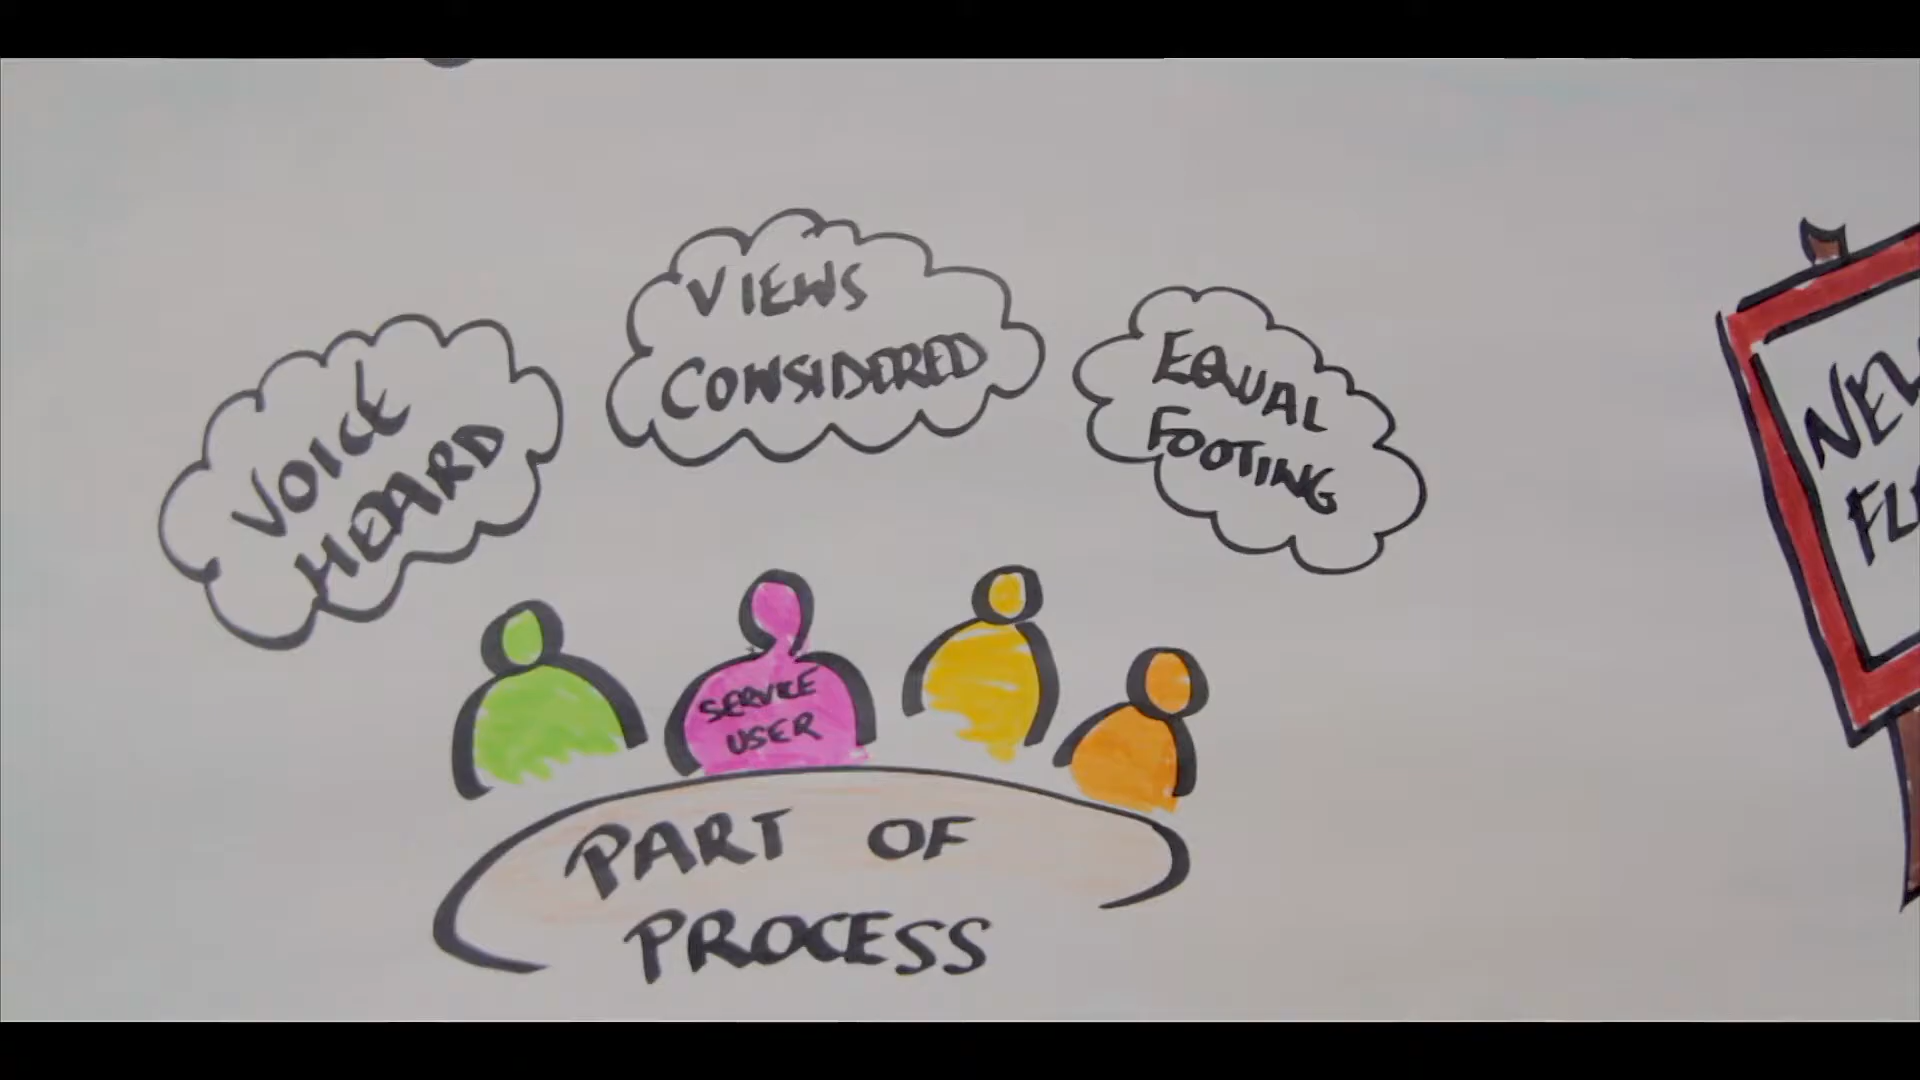 VOICE
HEARD
VIEWS
CONSIDERED
EQUAL
FOOTING
SERVICE
USER
PART OF
PROCESS